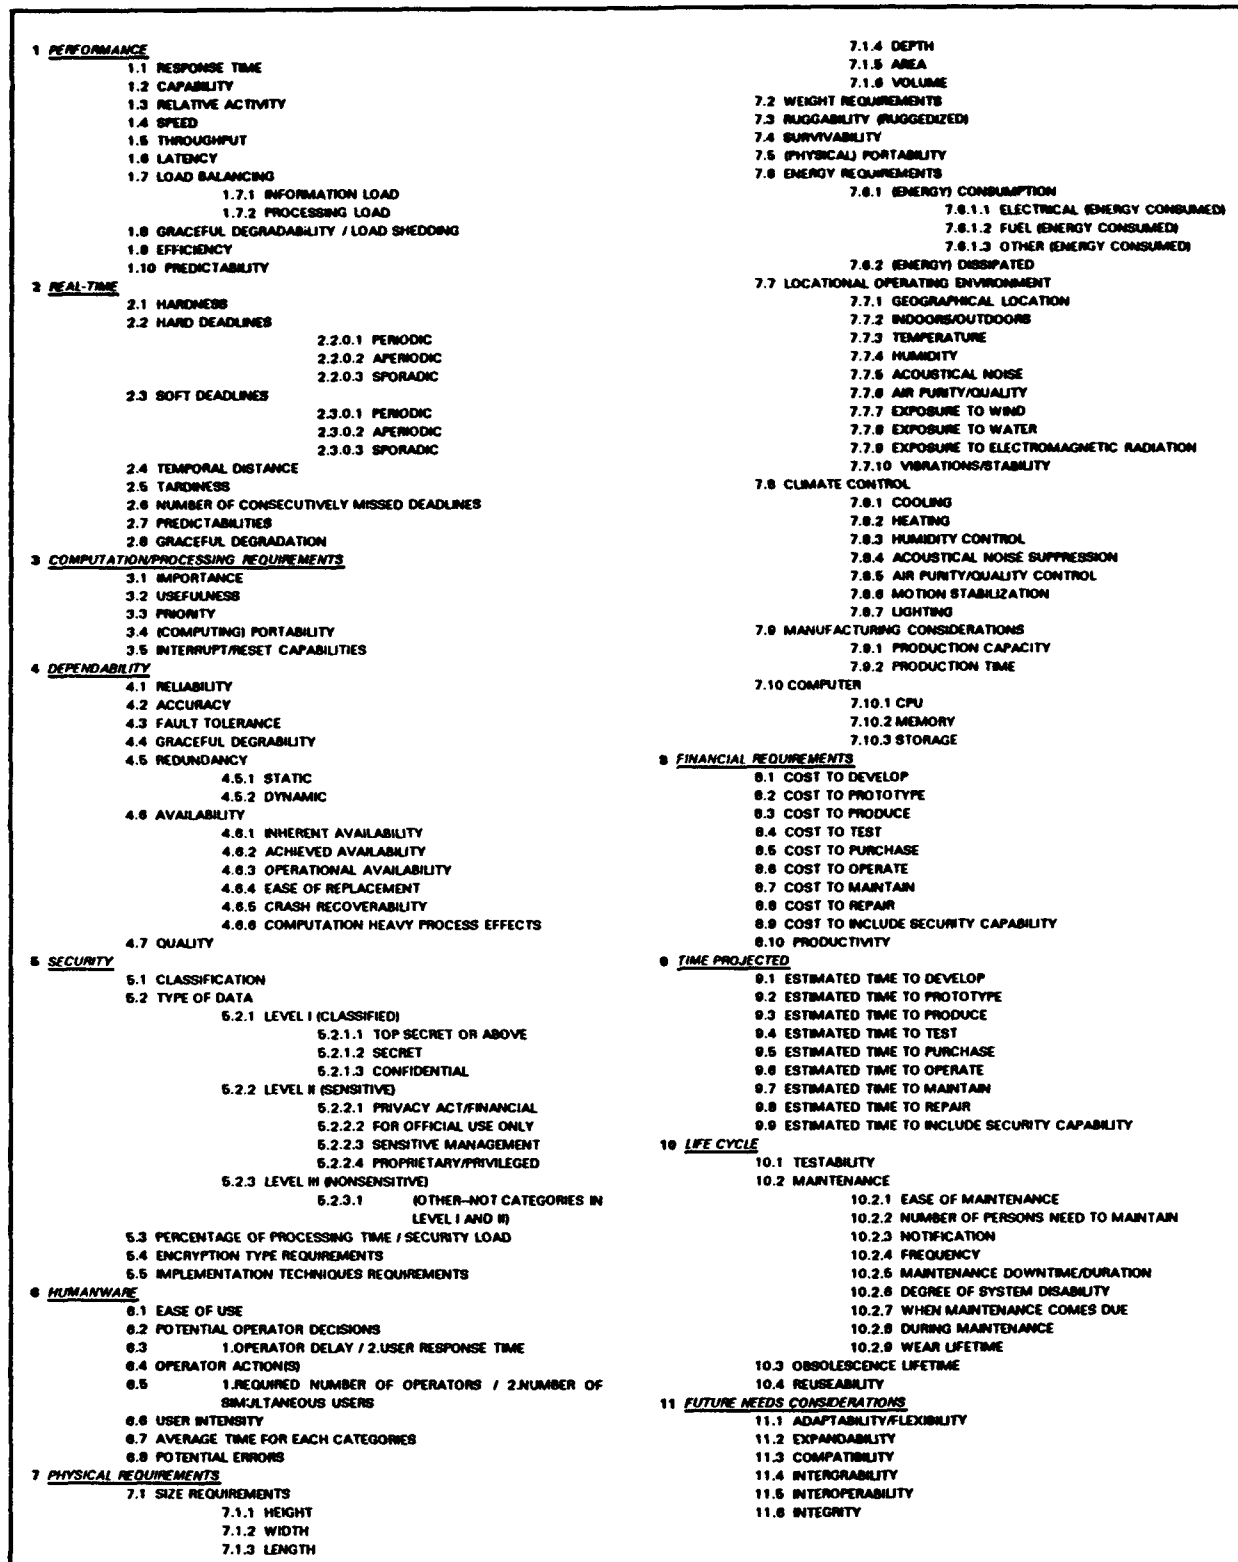 1 PERFORMANCE
1.1 RESPONSE TIME
1.2 CAPABILITY
1.3 RELATIVE ACTIVITY
1.4 SPEED
1.5 THROUGHPUT
1.6 LATENCY
1.7 LOAD BALANCING
1.7.1 INFORMATION LOAD
1.7.2 PROCESSING LOAD
1.8 GRACEFUL DEGRADABILITY / LOAD SHEDDING
1.9 EFFICIENCY
1.10 PREDICTABILITY
2 REAL-TIME
2.1 HARDNESS
2.2 HARD DEADLINES
2.2.0.1 PERIODIC
2.2.0.2 APERIODIC
2.2.0.3 SPORADIC
2.3 SOFT DEADLINES
2.3.0.1 PERIODIC
2.3.0.2 APERIODIC
2.3.0.3 SPORADIC
2.4 TEMPORAL DISTANCE
2.5 TARDINESS
2.6 NUMBER OF CONSECUTIVELY MISSED DEADLINES
2.7 PREDICTABILITIES
2.8 GRACEFUL DEGRADATION
3 COMPUTATION/PROCESSING REQUIREMENTS
3.1 IMPORTANCE
3.2 USEFULNESS
3.3 PRIORITY
3.4 (COMPUTING) PORTABILITY
3.5 INTERRUPT/RESET CAPABILITIES
4 DEPENDABILITY
4.1 RELIABILITY
4.2 ACCURACY
4.3 FAULT TOLERANCE
4.4 GRACEFUL DEGRABILITY
4.5 REDUNDANCY
4.5.1 STATIC
4.5.2 DYNAMIC
4.6 AVAILABILITY
4.6.1 INHERENT AVAILABILITY
4.6.2 ACHIEVED AVAILABILITY
4.6.3 OPERATIONAL AVAILABILITY
4.6.4 EASE OF REPLACEMENT
4.6.5 CRASH RECOVERABILITY
4.6.6 COMPUTATION HEAVY PROCESS EFFECTS
4.7 QUALITY
5 SECURITY
5.1 CLASSIFICATION
5.2 TYPE OF DATA
5.2.1 LEVEL I (CLASSIFIED)
5.2.1.1 TOP SECRET OR ABOVE
5.2.1.2 SECRET
5.2.1.3 CONFIDENTIAL
5.2.2 LEVEL II (SENSITIVE)
5.2.2.1 PRIVACY ACT/FINANCIAL
5.2.2.2 FOR OFFICIAL USE ONLY
5.2.2.3 SENSITIVE MANAGEMENT
5.2.2.4 PROPRIETARY/PRIVILEGED
5.2.3 LEVEL III (NONSENSITIVE)
5.2.3.1 (OTHER--NOT CATEGORIES IN
LEVEL I AND II)
5.3 PERCENTAGE OF PROCESSING TIME / SECURITY LOAD
5.4 ENCRYPTION TYPE REQUIREMENTS
5.5 IMPLEMENTATION TECHNIQUES REQUIREMENTS
6 HUMANWARE
6.1 EASE OF USE
6.2 POTENTIAL OPERATOR DECISIONS
6.3 1.OPERATOR DELAY / 2.USER RESPONSE TIME
6.4 OPERATOR ACTION(S)
6.5 1.REQUIRED NUMBER OF OPERATORS / 2.NUMBER OF
SIMULTANEOUS USERS
6.6 USER INTENSITY
6.7 AVERAGE TIME FOR EACH CATEGORIES
6.8 POTENTIAL ERRORS
7 PHYSICAL REQUIREMENTS
7.1 SIZE REQUIREMENTS
7.1.1 HEIGHT
7.1.2 WIDTH
7.1.3 LENGTH
7.1.4 DEPTH
7.1.5 AREA
7.1.6 VOLUME
7.2 WEIGHT REQUIREMENTS
7.3 RUGGABILITY (RUGGEDIZED)
7.4 SURVIVABILITY
7.5 (PHYSICAL) PORTABILITY
7.6 ENERGY REQUIREMENTS
7.6.1 (ENERGY) CONSUMPTION
7.6.1.1 ELECTRICAL (ENERGY CONSUMED)
7.6.1.2 FUEL (ENERGY CONSUMED)
7.6.1.3 OTHER (ENERGY CONSUMED)
7.6.2 (ENERGY) DISSIPATED
7.7 LOCATIONAL OPERATING ENVIRONMENT
7.7.1 GEOGRAPHICAL LOCATION
7.7.2 INDOORS/OUTDOORS
7.7.3 TEMPERATURE
7.7.4 HUMIDITY
7.7.5 ACOUSTICAL NOISE
7.7.6 AIR PURITY/QUALITY
7.7.7 EXPOSURE TO WIND
7.7.8 EXPOSURE TO WATER
7.7.9 EXPOSURE TO ELECTROMAGNETIC RADIATION
7.7.10 VIBRATIONS/STABILITY
7.8 CLIMATE CONTROL
7.8.1 COOLING
7.8.2 HEATING
7.8.3 HUMIDITY CONTROL
7.8.4 ACOUSTICAL NOISE SUPPRESSION
7.8.5 AIR PURITY/QUALITY CONTROL
7.8.6 MOTION STABILIZATION
7.8.7 LIGHTING
7.9 MANUFACTURING CONSIDERATIONS
7.9.1 PRODUCTION CAPACITY
7.9.2 PRODUCTION TIME
7.10 COMPUTER
7.10.1 CPU
7.10.2 MEMORY
7.10.3 STORAGE
8 FINANCIAL REQUIREMENTS
8.1 COST TO DEVELOP
8.2 COST TO PROTOTYPE
8.3 COST TO PRODUCE
8.4 COST TO TEST
8.5 COST TO PURCHASE
8.6 COST TO OPERATE
8.7 COST TO MAINTAIN
8.8 COST TO REPAIR
8.9 COST TO INCLUDE SECURITY CAPABILITY
8.10 PRODUCTIVITY
9 TIME PROJECTED
9.1 ESTIMATED TIME TO DEVELOP
9.2 ESTIMATED TIME TO PROTOTYPE
9.3 ESTIMATED TIME TO PRODUCE
9.4 ESTIMATED TIME TO TEST
9.5 ESTIMATED TIME TO PURCHASE
9.6 ESTIMATED TIME TO OPERATE
9.7 ESTIMATED TIME TO MAINTAIN
9.8 ESTIMATED TIME TO REPAIR
9.9 ESTIMATED TIME TO INCLUDE SECURITY CAPABILITY
10 LIFE CYCLE
10.1 TESTABILITY
10.2 MAINTENANCE
10.2.1 EASE OF MAINTENANCE
10.2.2 NUMBER OF PERSONS NEED TO MAINTAIN
10.2.3 NOTIFICATION
10.2.4 FREQUENCY
10.2.5 MAINTENANCE DOWNTIME/DURATION
10.2.6 DEGREE OF SYSTEM DISABILITY
10.2.7 WHEN MAINTENANCE COMES DUE
10.2.8 DURING MAINTENANCE
10.2.9 WEAR LIFETIME
10.3 OBSOLESCENCE LIFETIME
10.4 REUSEABILITY
11 FUTURE NEEDS CONSIDERATIONS
11.1 ADAPTABILITY/FLEXIBILITY
11.2 EXPANDABILITY
11.3 COMPATIBILITY
11.4 INTERGRABILITY
11.5 INTEROPERABILITY
11.6 INTEGRITY